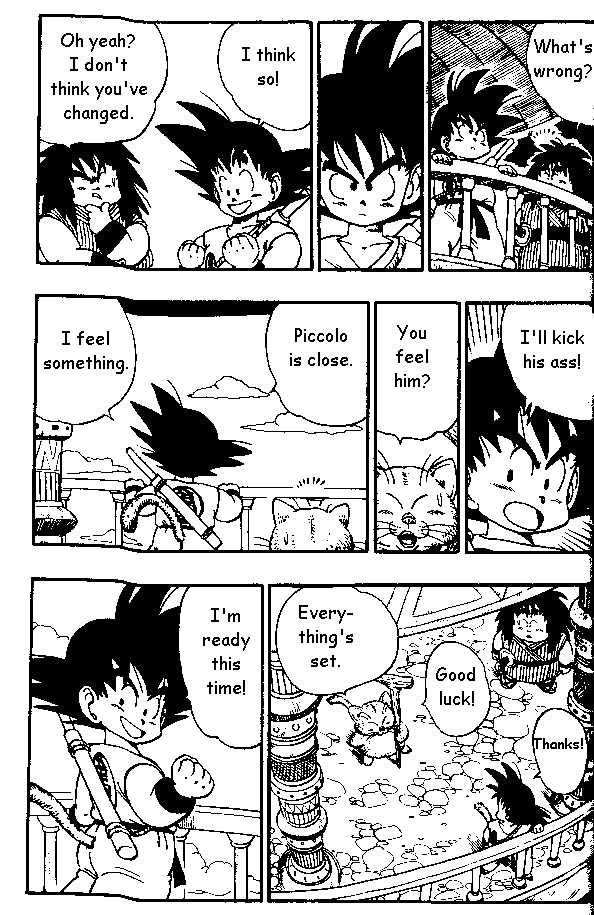 Oh yeah?
I don't
think you've
changed.
I think
so!
What's
wrong?
I feel
something.
Piccolo
is close.
You
feel
him?
I'll kick
his ass!
I'm
ready
this
time!
Every-
thing's
set.
Good
luck!
Thanks!